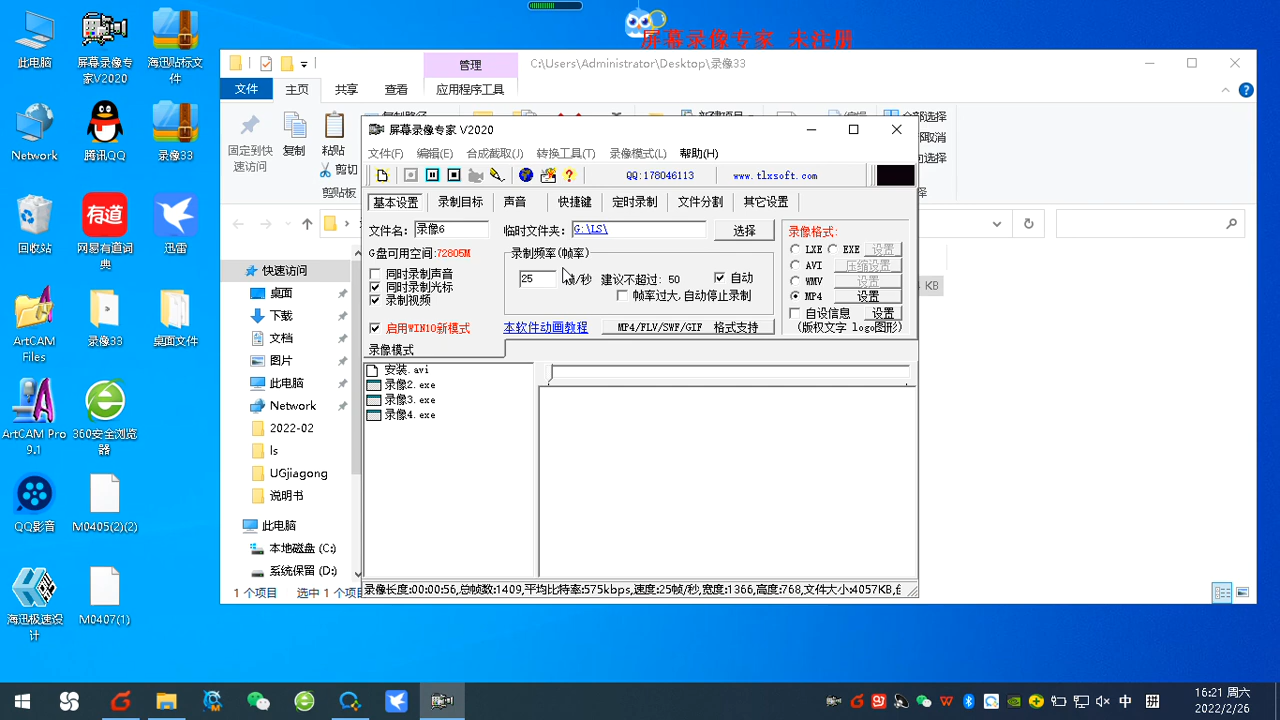 屏幕录像专家 未注册
此电脑
屏幕录像专
家V2020
海迅贴标文
件
Network
腾讯QQ
录像33
回收站
网易有道词
典
迅雷
ArtCAM
Files
录像33
桌面文件
ArtCAM Pro
9.1
360安全浏览
器
QQ影音
M0405(2)(2)
海迅极速设
计
M0407(1)
管理
C:\Users\Administrator\Desktop\录像33
文件
主页
共享
查看
应用程序工具
固定到快
速访问
复制
粘贴
剪切
剪贴板
快速访问
桌面
下载
文档
图片
此电脑
Network
2022-02
ls
UGjiagong
说明书
此电脑
本地磁盘 (C:)
系统保留 (D:)
1 个项目
选中 1 个项目
KB
屏幕录像专家 V2020
文件(F)
编辑(E)
合成截取(J)
转换工具(T)
录像模式(L)
帮助(H)
QQ:178046113
www.tlxsoft.com
基本设置
录制目标
声音
快捷键
定时录制
文件分割
其它设置
文件名:
录像6
临时文件夹:
G:\LS\
选择
G盘可用空间:72805M
同时录制声音
同时录制光标
录制视频
启用WIN10新模式
录制频率(帧率)
25
帧/秒
建议不超过: 50
自动
帧率过大,自动停止录制
本软件动画教程
MP4/FLV/SWF/GIF 格式支持
录像格式:
LXE
EXE
设置
AVI
压缩设置
WMV
设置
MP4
设置
自设信息
设置
(版权文字 logo图形)
录像模式
安装.avi
录像2.exe
录像3.exe
录像4.exe
录像长度:00:00:56,总帧数:1409,平均比特率:575kbps,速度:25帧/秒,宽度:1366,高度:768,文件大小:4057KB,
中
拼
16:21 周六
2022/2/26